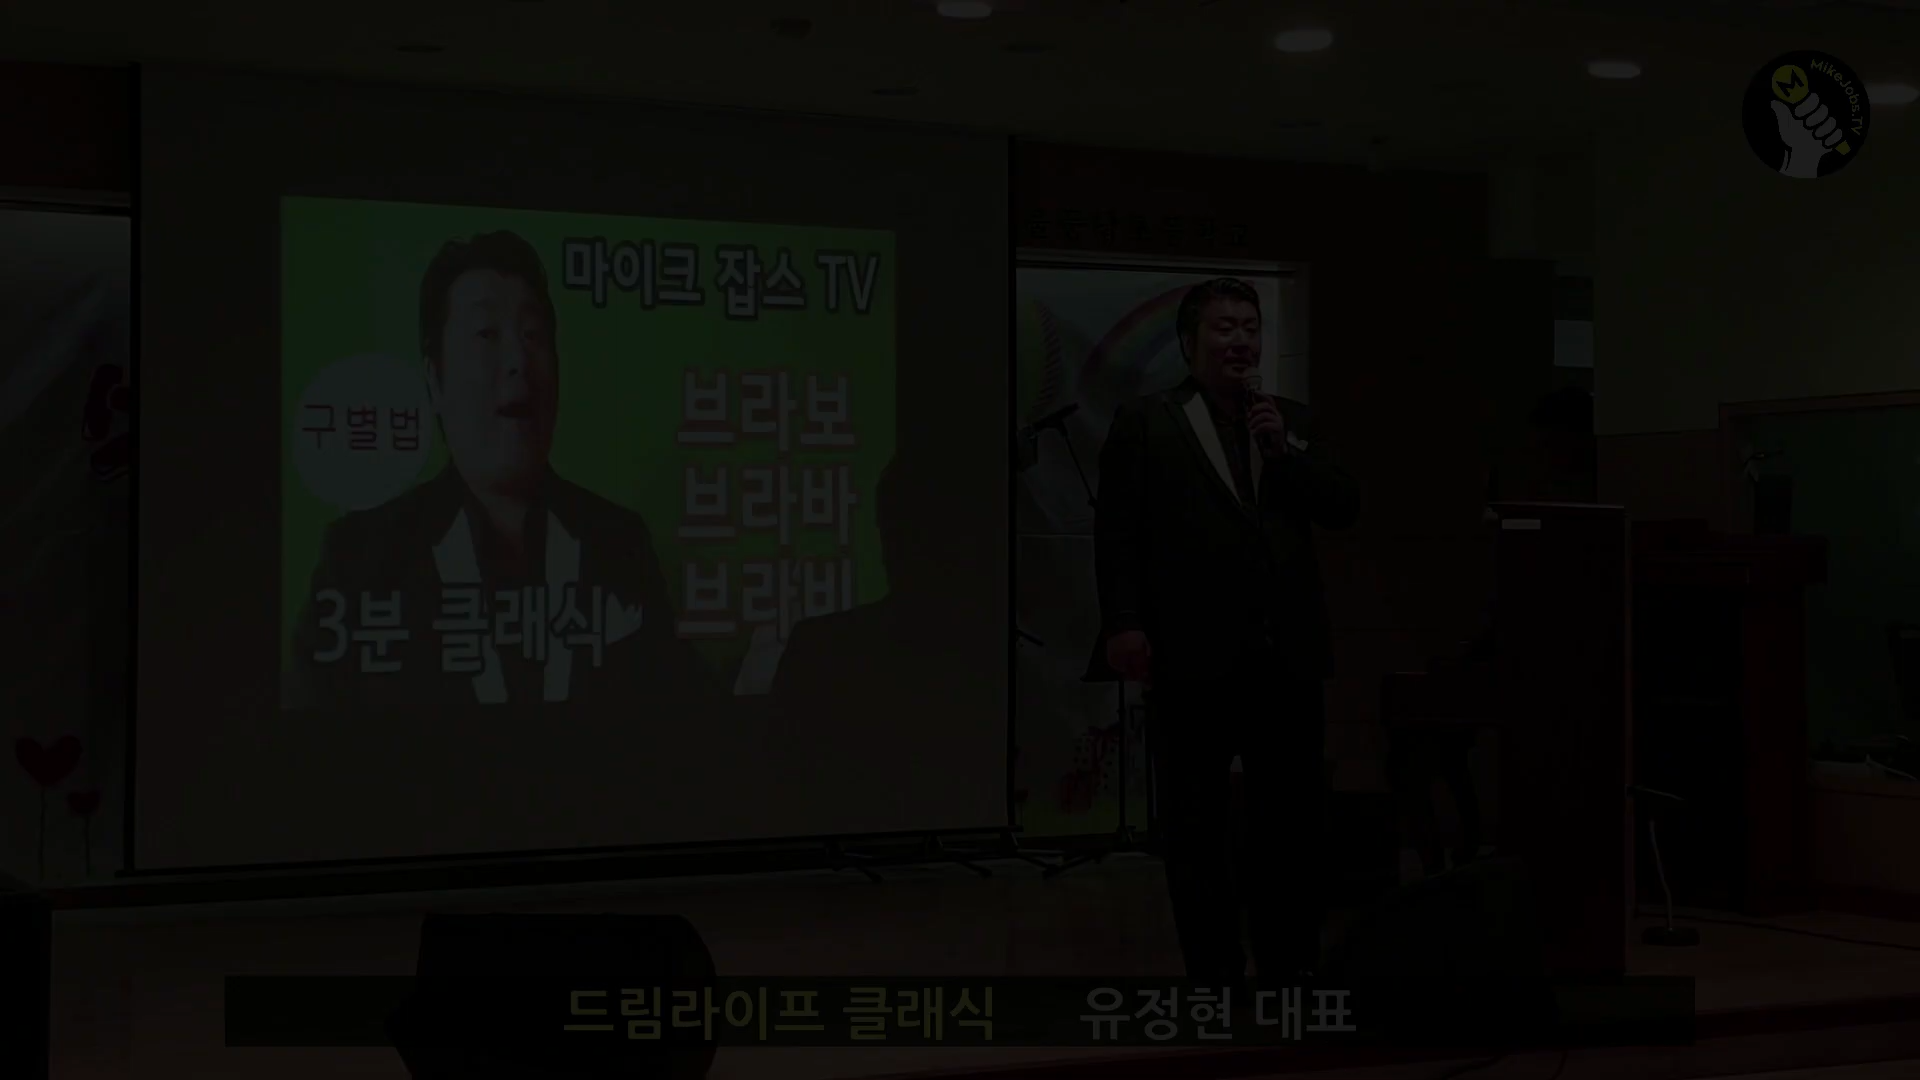 MikeJobs.TV
마이크 잡스 TV
구별법
브라보
브라바
브라비
3분 클래식
드림라이프 클래식 유정현 대표